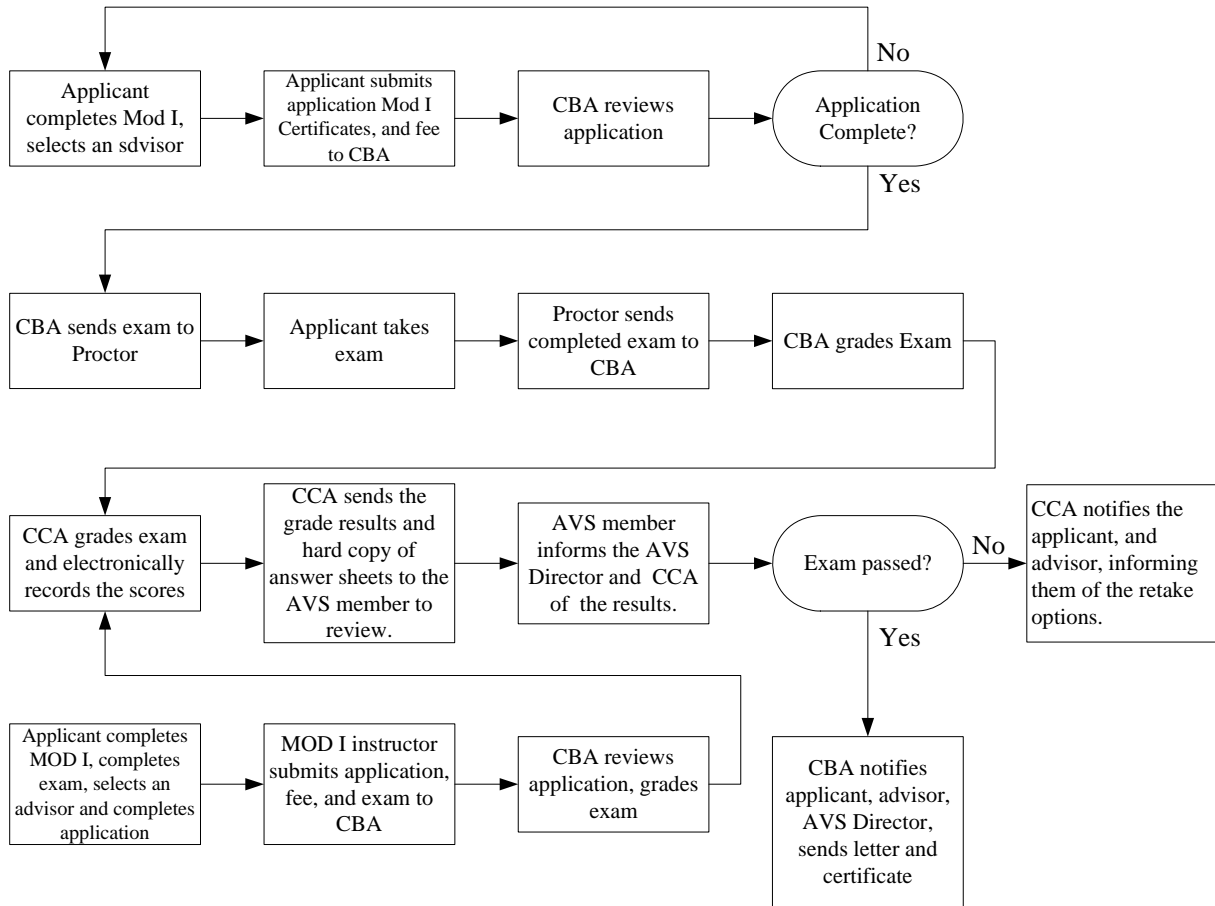 No
Applicant
completes Mod I,
selects an sdvisor
Applicant submits
application Mod I
Certificates, and fee
to CBA
CBA reviews
application
Application
Complete?
Yes
CBA sends exam to
Proctor
Applicant takes
exam
Proctor sends
completed exam to
CBA
CBA grades Exam
CCA grades exam
and electronically
records the scores
CCA sends the
grade results and
hard copy of
answer sheets to the
AVS member to
review.
AVS member
informs the AVS
Director and CCA
of the results.
Exam passed?
No
CCA notifies the
applicant, and
advisor, informing
them of the retake
options.
Yes
Applicant completes
MOD I, completes
exam, selects an
advisor and completes
application
MOD I instructor
submits application,
fee, and exam to
CBA
CBA reviews
application, grades
exam
CBA notifies
applicant, advisor,
AVS Director,
sends letter and
certificate